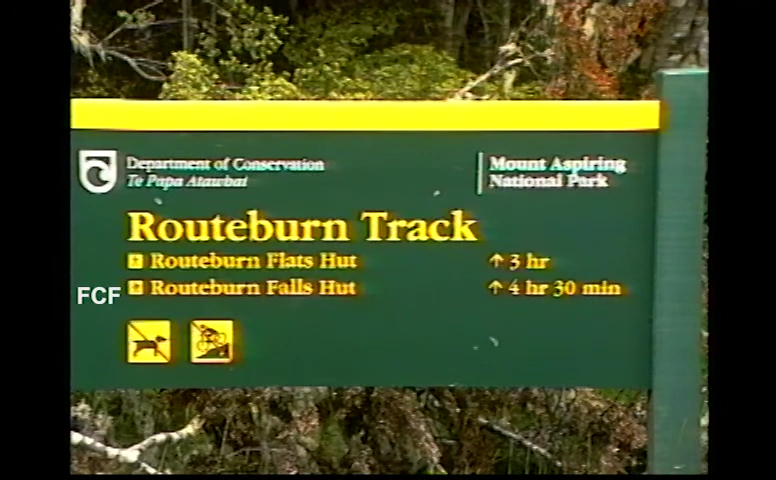 Department of Conservation
Te Papa Atawbai
Mount Aspiring
National Park
Routeburn Track
Routeburn Flats Hut ↑ 3 hr
Routeburn Falls Hut ↑ 4 hr 30 min
FCF